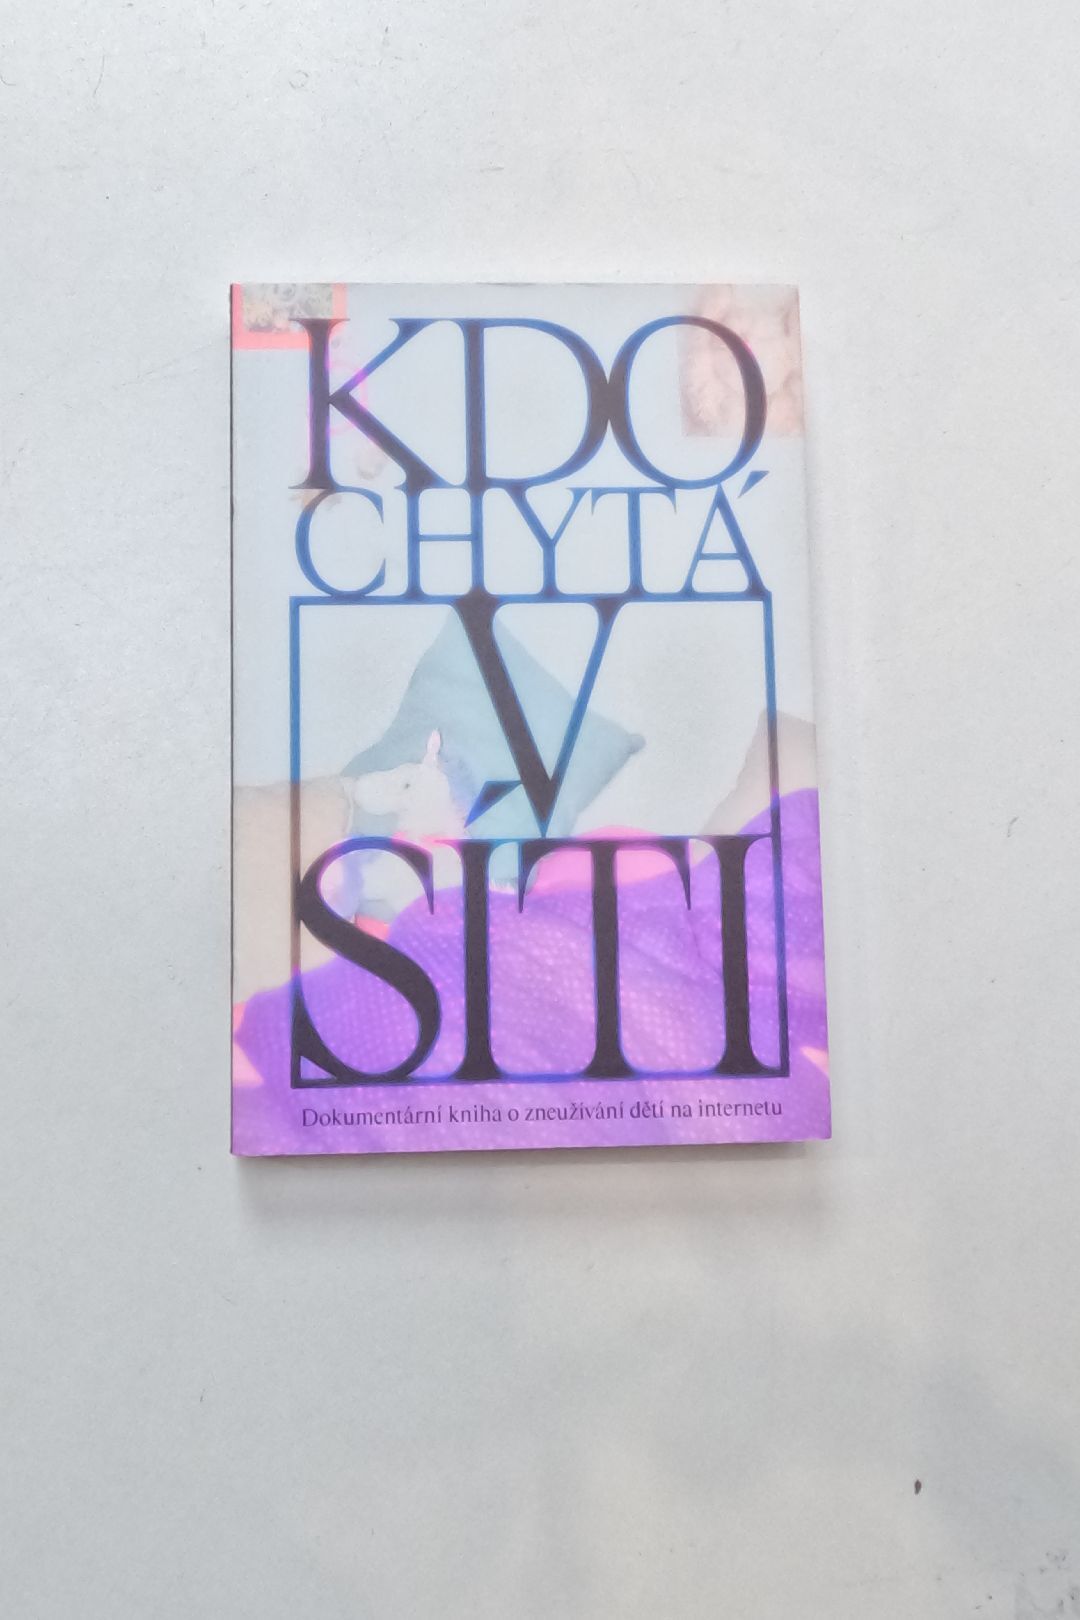 KDO
CHYTÁ
V
SÍTI
Dokumentární kniha o zneužívání dětí na internetu